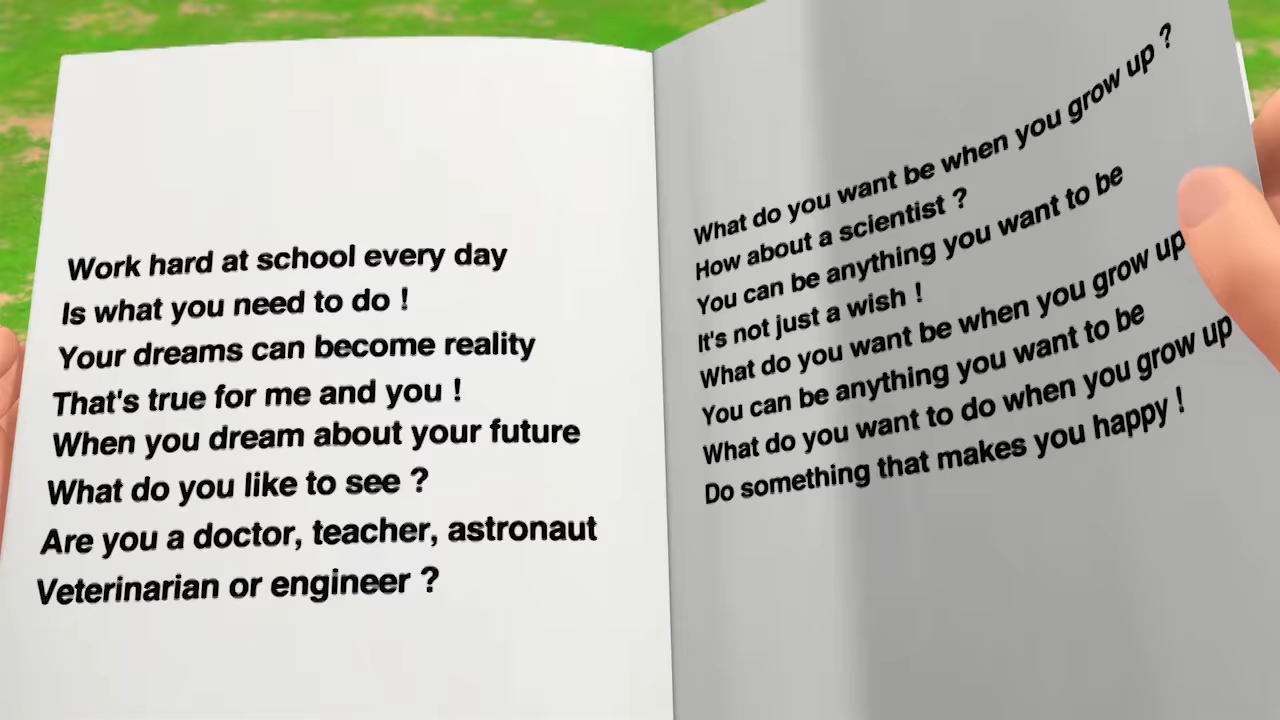 Work hard at school every day
Is what you need to do !
Your dreams can become reality
That's true for me and you !
When you dream about your future
What do you like to see ?
Are you a doctor, teacher, astronaut
Veterinarian or engineer ?
What do you want be when you grow up ?
How about a scientist ?
You can be anything you want to be
It's not just a wish !
What do you want be when you grow up
You can be anything you want to be
What do you want to do when you grow up
Do something that makes you happy !